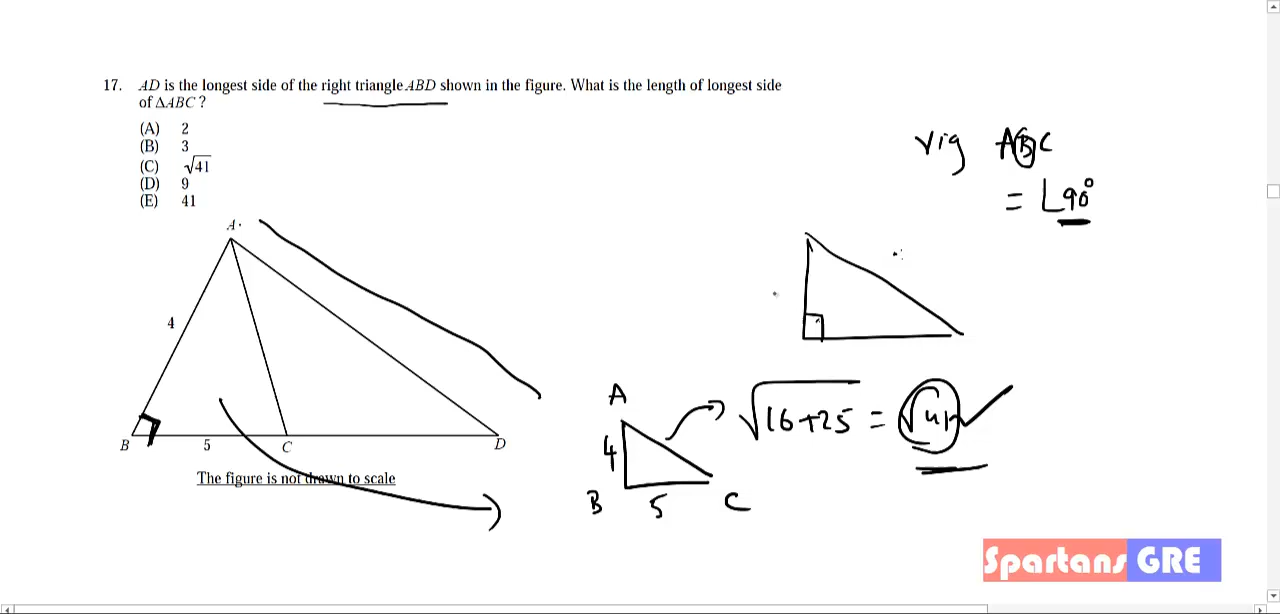 17. AD is the longest side of the right triangle ABD shown in the figure. What is the length of longest side
of ΔABC ?
(A) 2
(B) 3
(C) √41
(D) 9
(E) 41
rig ABC
= ∟90°
A
4
B
5
C
D
The figure is not drawn to scale
A
4
B
5
C
√16+25 = √41
Spartans GRE